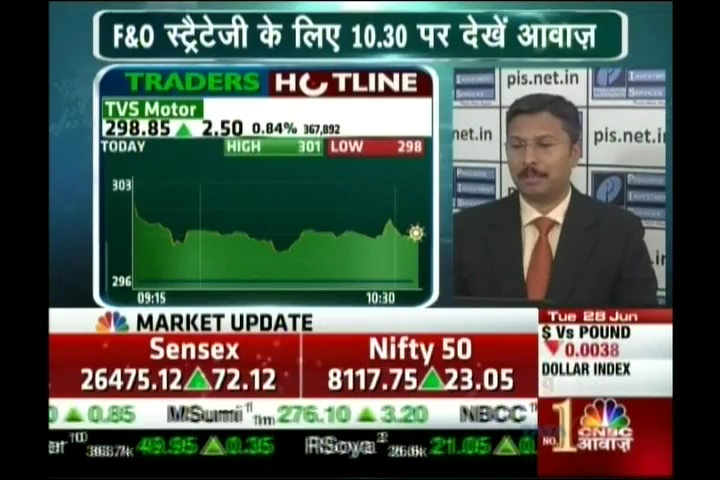 F&O स्ट्रैटेजी के लिए 10.30 पर देखें आवाज़
TRADERS HOTLINE
TVS Motor
298.85 ▲ 2.50 0.84% 367,892
TODAY HIGH 301 LOW 298
303
296
09:15 10:30
pis.net.in
net.in
pis.net.i
MARKET UPDATE
Sensex
26475.12 ▲ 72.12
Nifty 50
8117.75 ▲ 23.05
Tue 28 Jun
$ Vs POUND
▼ 0.0038
DOLLAR INDEX
0 ▲ 0.85 MSumi 276.10 ▲ 3.20 NBCC
49.95 ▲ 0.35 RSoya 21.05 ▲
NO. 1 CNBC आवाज़